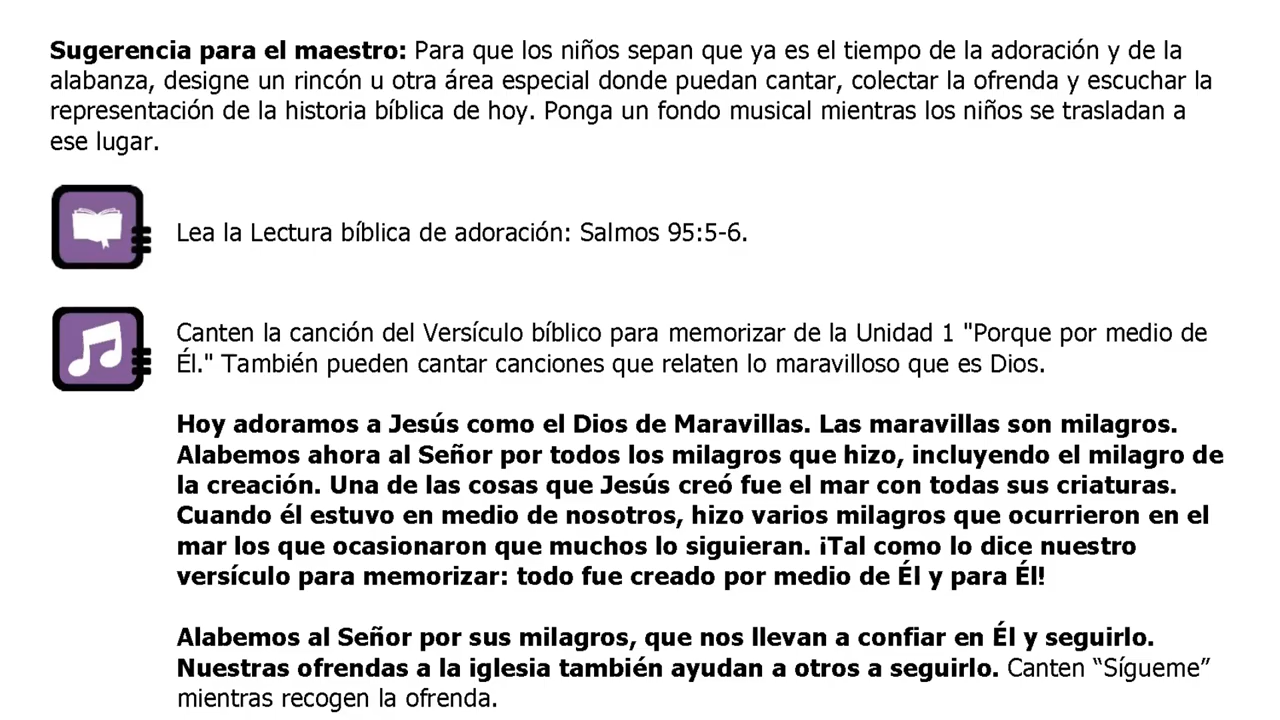 Sugerencia para el maestro: Para que los niños sepan que ya es el tiempo de la adoración y de la
alabanza, designe un rincón u otra área especial donde puedan cantar, colectar la ofrenda y escuchar la
representación de la historia bíblica de hoy. Ponga un fondo musical mientras los niños se trasladan a
ese lugar.
Lea la Lectura bíblica de adoración: Salmos 95:5-6.
Canten la canción del Versículo bíblico para memorizar de la Unidad 1 "Porque por medio de
Él." También pueden cantar canciones que relaten lo maravilloso que es Dios.
Hoy adoramos a Jesús como el Dios de Maravillas. Las maravillas son milagros.
Alabemos ahora al Señor por todos los milagros que hizo, incluyendo el milagro de
la creación. Una de las cosas que Jesús creó fue el mar con todas sus criaturas.
Cuando él estuvo en medio de nosotros, hizo varios milagros que ocurrieron en el
mar los que ocasionaron que muchos lo siguieran. ¡Tal como lo dice nuestro
versículo para memorizar: todo fue creado por medio de Él y para Él!
Alabemos al Señor por sus milagros, que nos llevan a confiar en Él y seguirlo.
Nuestras ofrendas a la iglesia también ayudan a otros a seguirlo. Canten “Sígueme”
mientras recogen la ofrenda.